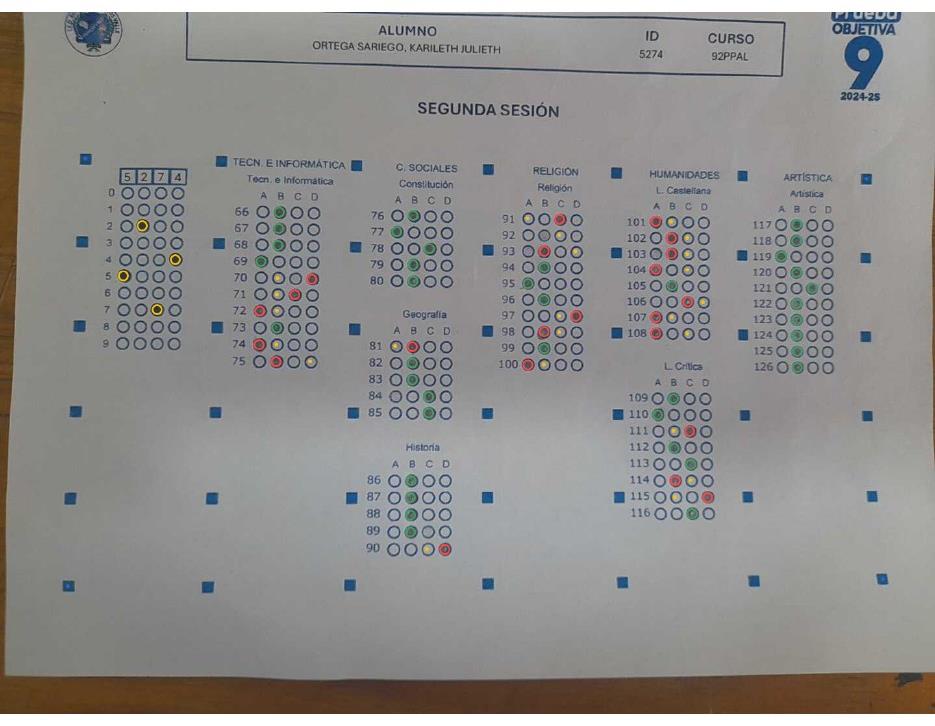 ALUMNO
ORTEGA SARIEGO, KARILETH JULIETH
ID
5274
CURSO
92PPAL
Prueba
OBJETIVA
9
2024-2S
SEGUNDA SESIÓN
5 2 7 4
0
1
2
3
4
5
6
7
8
9
TECN. E INFORMÁTICA
Tecn. e Informática
A B C D
66
67
68
69
70
71
72
73
74
75
C. SOCIALES
Constitución
A B C D
76
77
78
79
80
Geografía
A B C D
81
82
83
84
85
Historia
A B C D
86
87
88
89
90
RELIGIÓN
Religión
A B C D
91
92
93
94
95
96
97
98
99
100
HUMANIDADES
L. Castellana
A B C D
101
102
103
104
105
106
107
108
L. Crítica
A B C D
109
110
111
112
113
114
115
116
ARTÍSTICA
Artística
A B C D
117
118
119
120
121
122
123
124
125
126